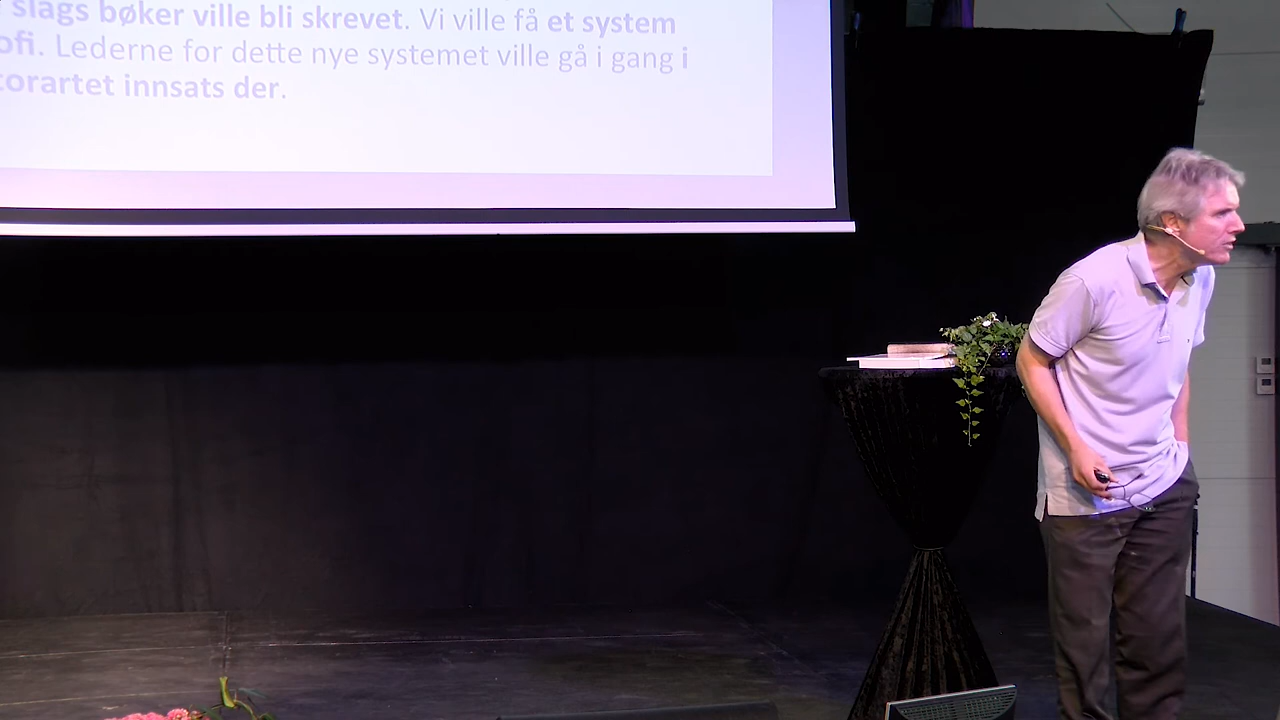 slags bøker ville bli skrevet. Vi ville få et system
ofi. Lederne for dette nye systemet ville gå i gang i
torartet innsats der.